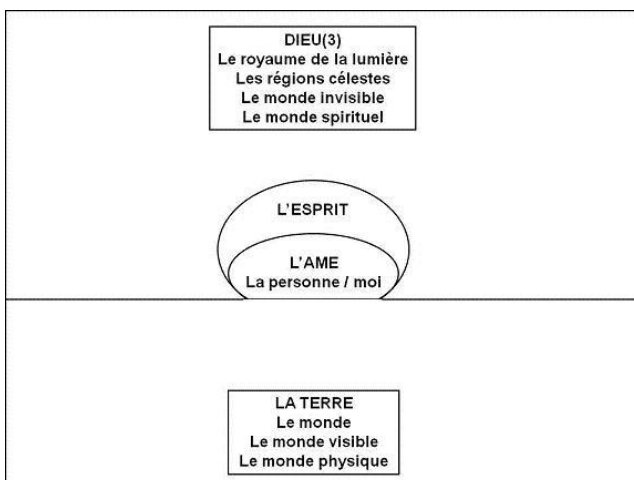 DIEU(3)
Le royaume de la lumière
Les régions célestes
Le monde invisible
Le monde spirituel
L'ESPRIT
L'AME
La personne / moi
LA TERRE
Le monde
Le monde visible
Le monde physique